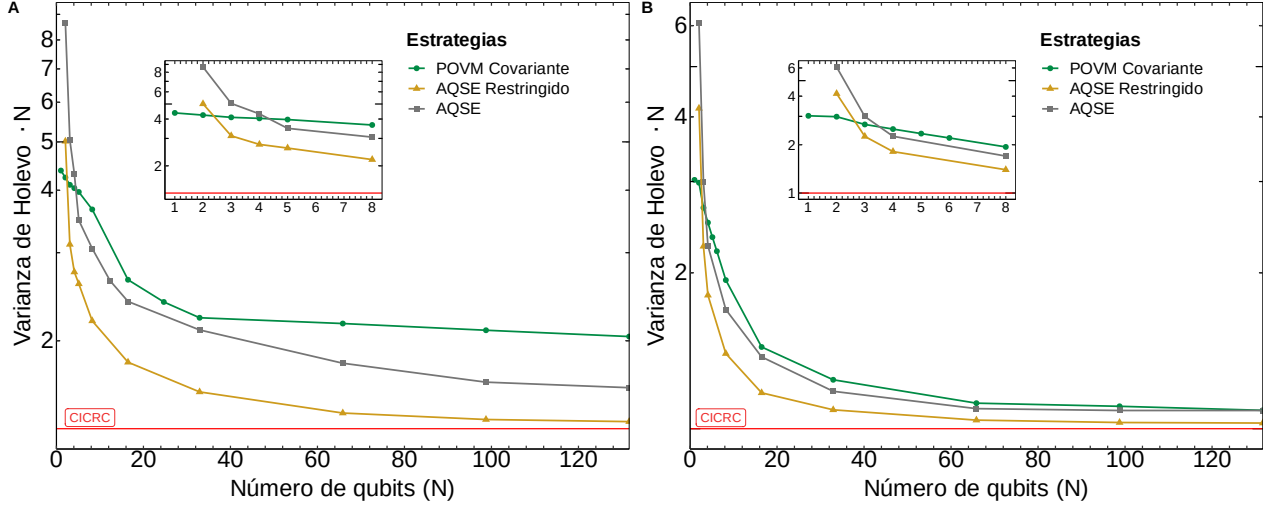 A
Varianza de Holevo · N
8
7
6
5
4
2
Estrategias
POVM Covariante
AQSE Restringido
AQSE
8
6
4
2
1 2 3 4 5 6 7 8
CICRC
0 20 40 60 80 100 120
Número de qubits (N)
B
Varianza de Holevo · N
6
4
2
Estrategias
POVM Covariante
AQSE Restringido
AQSE
6
4
2
1
1 2 3 4 5 6 7 8
CICRC
0 20 40 60 80 100 120
Número de qubits (N)